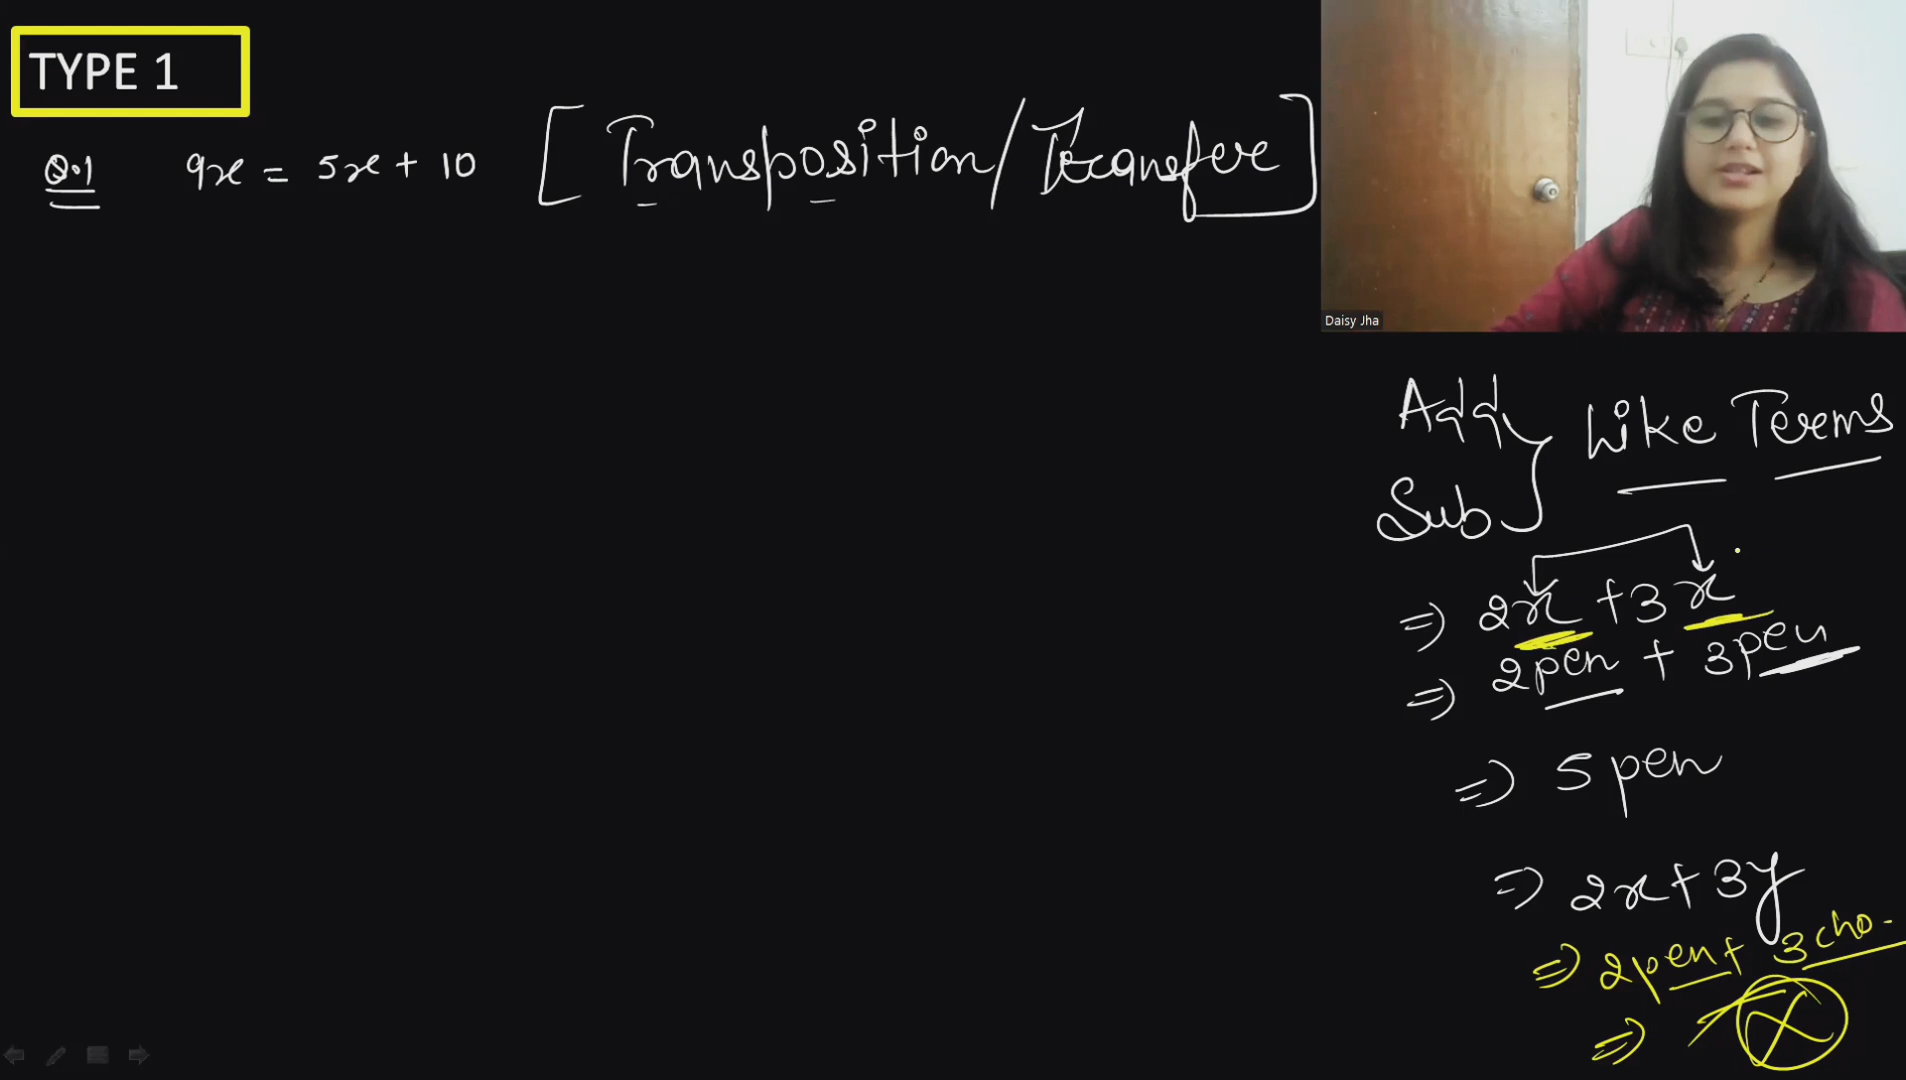 TYPE 1
Q.1 9x = 5x + 10 [Transposition/Transfer]
Daisy Jha
Add
Sub } Like Terms
⇒ 2x + 3x
⇒ 2pen + 3pen
⇒ 5pen
⇒ 2x + 3y
⇒ 2pen + 3cho.
⇒ X